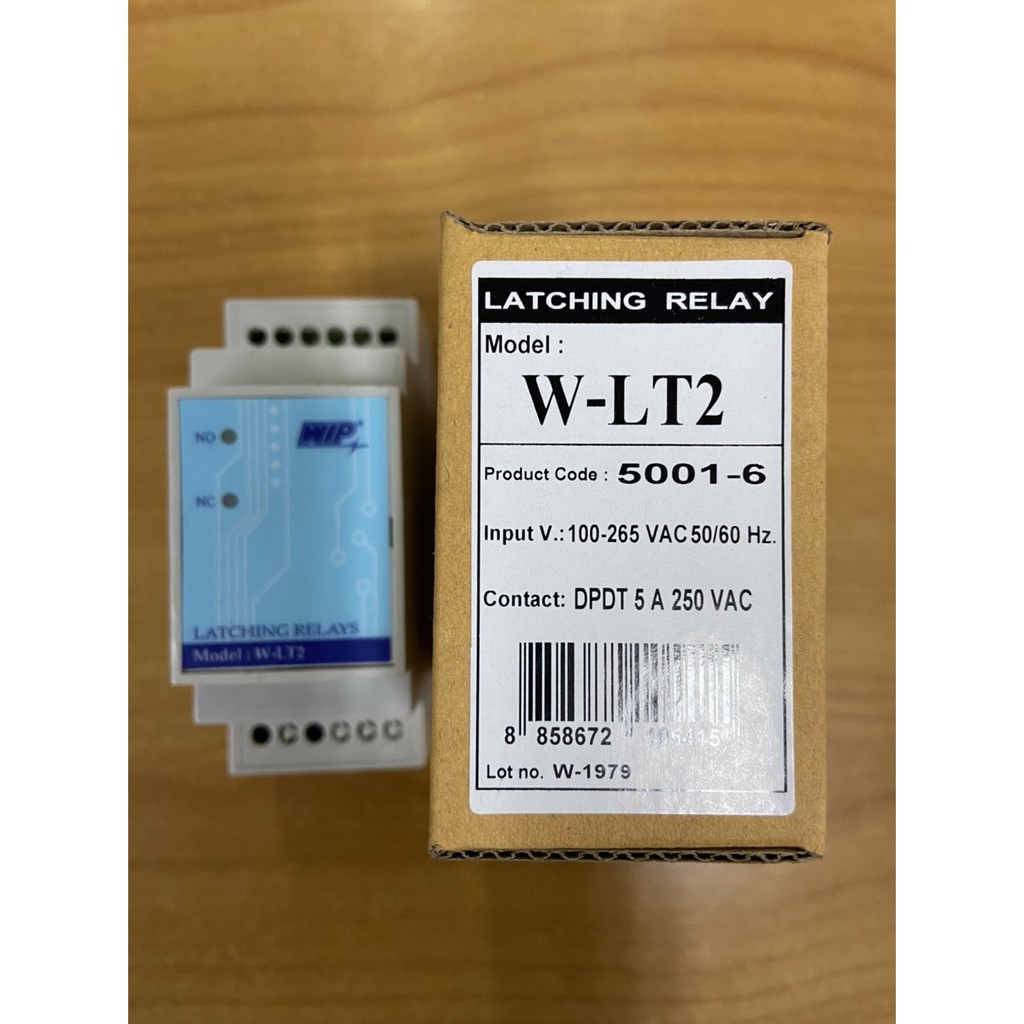 NO
WIP
NC
LATCHING RELAYS
Model : W-LT2
LATCHING RELAY
Model :
W-LT2
Product Code : 5001-6
Input V.: 100-265 VAC 50/60 Hz.
Contact: DPDT 5 A 250 VAC
8 858672
Lot no. W-1979